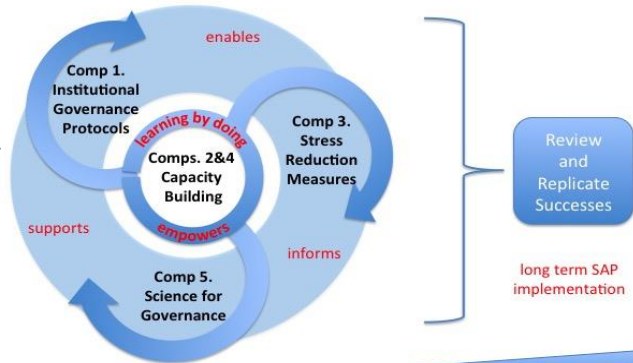 enables
Comp 1.
Institutional
Governance
Protocols
learning by doing
Comps. 2&4
Capacity
Building
empowers
Comp 3.
Stress
Reduction
Measures
supports
informs
Comp 5.
Science for
Governance
Review
and
Replicate
Successes
long term SAP
implementation